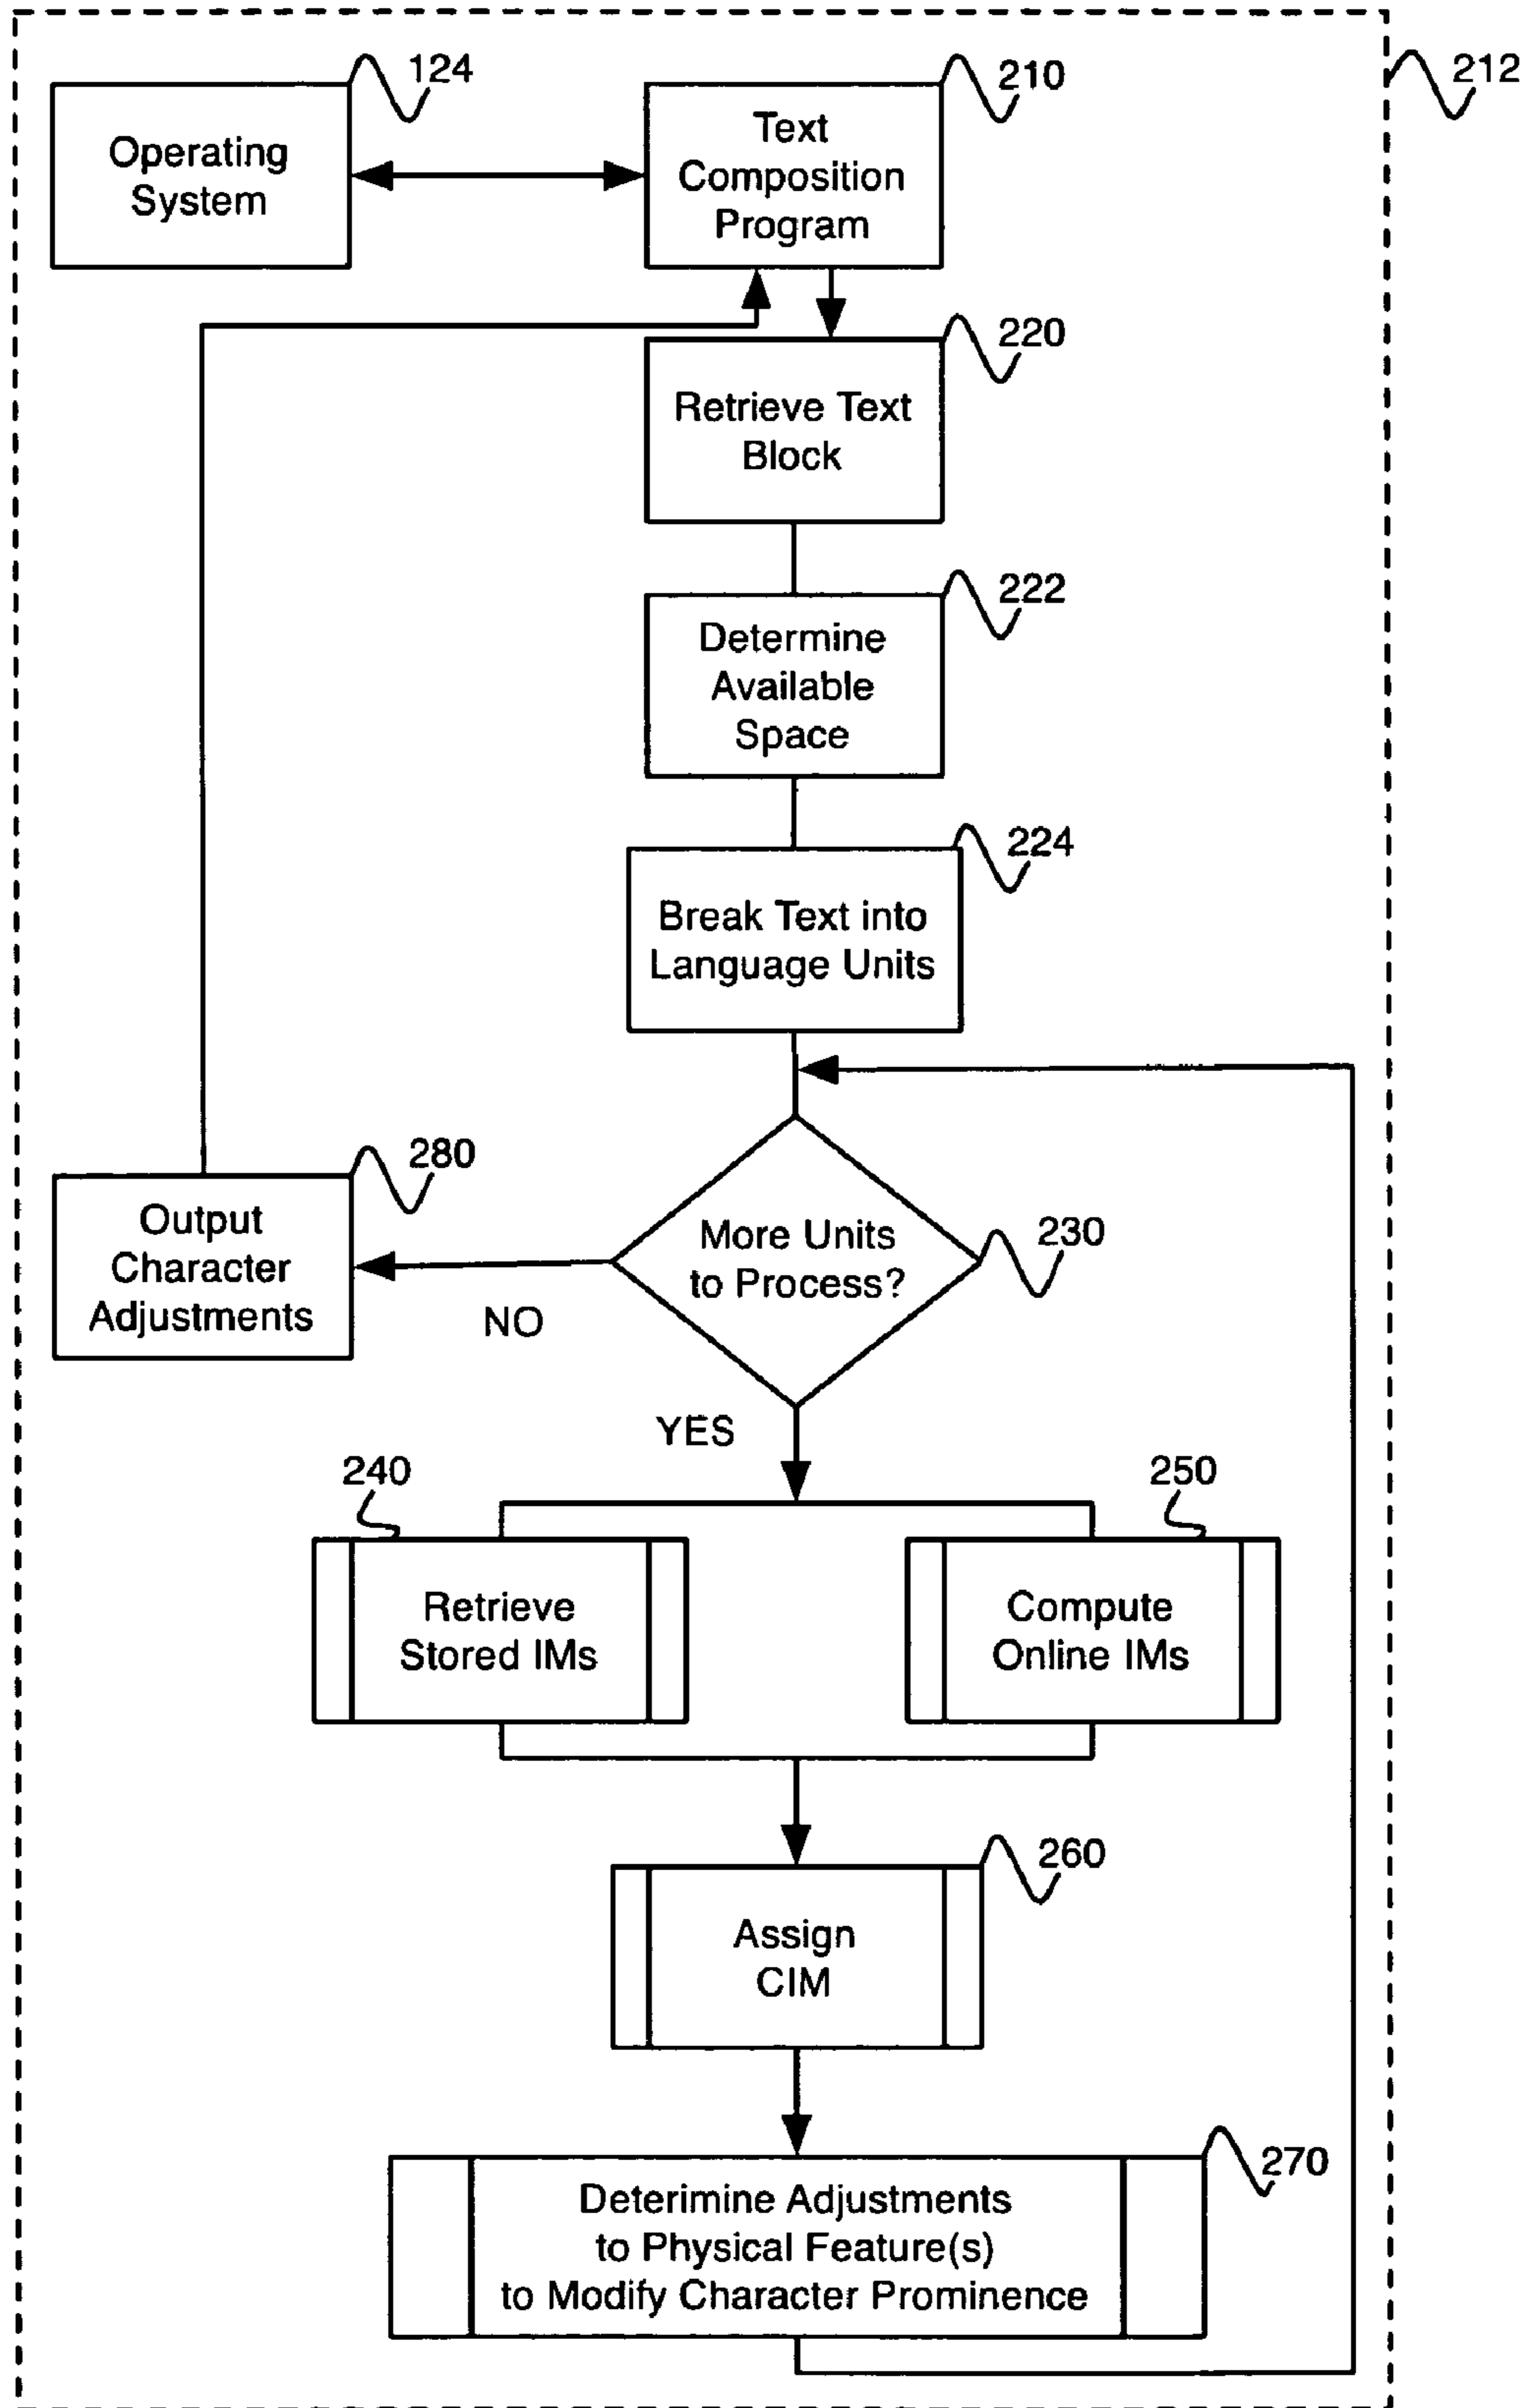 124
210
212
Operating
System
Text
Composition
Program
220
Retrieve Text
Block
222
Determine
Available
Space
224
Break Text into
Language Units
280
Output
Character
Adjustments
230
More Units
to Process?
NO
YES
240
250
Retrieve
Stored IMs
Compute
Online IMs
260
Assign
CIM
270
Deterimine Adjustments
to Physical Feature(s)
to Modify Character Prominence